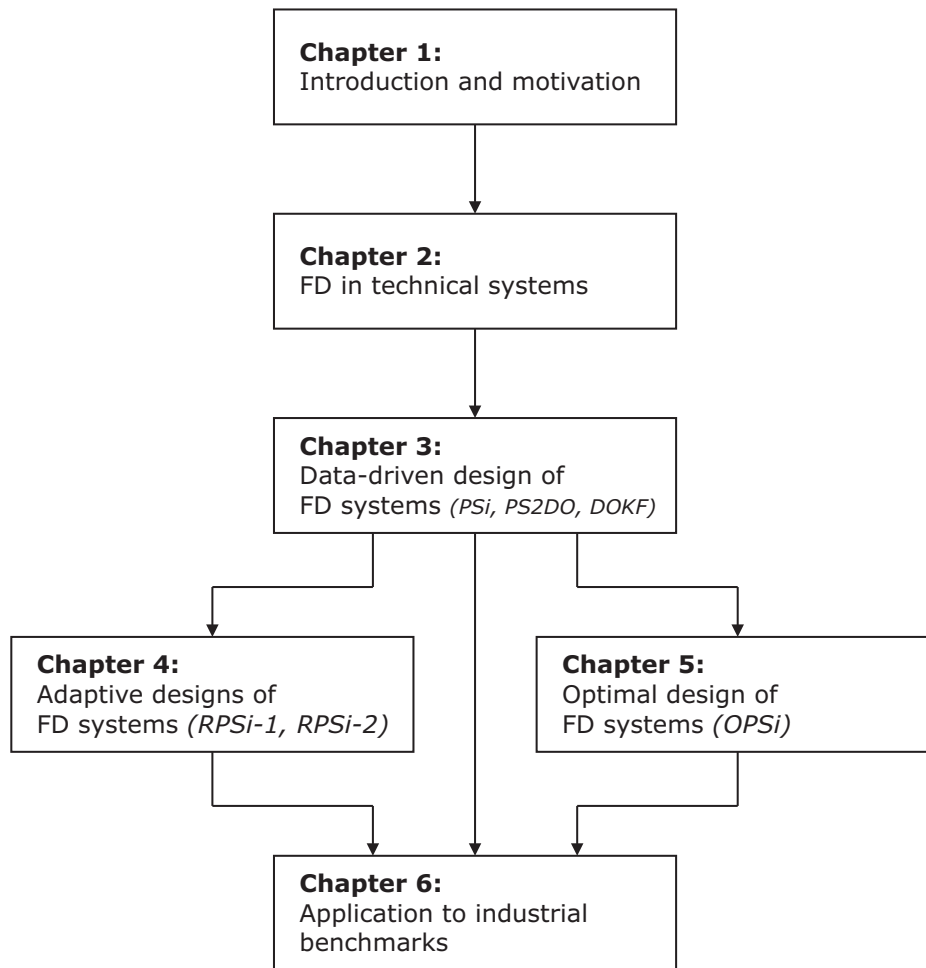 Chapter 1:
Introduction and motivation
Chapter 2:
FD in technical systems
Chapter 3:
Data-driven design of
FD systems (PSi, PS2DO, DOKF)
Chapter 4:
Adaptive designs of
FD systems (RPSi-1, RPSi-2)
Chapter 5:
Optimal design of
FD systems (OPSi)
Chapter 6:
Application to industrial
benchmarks